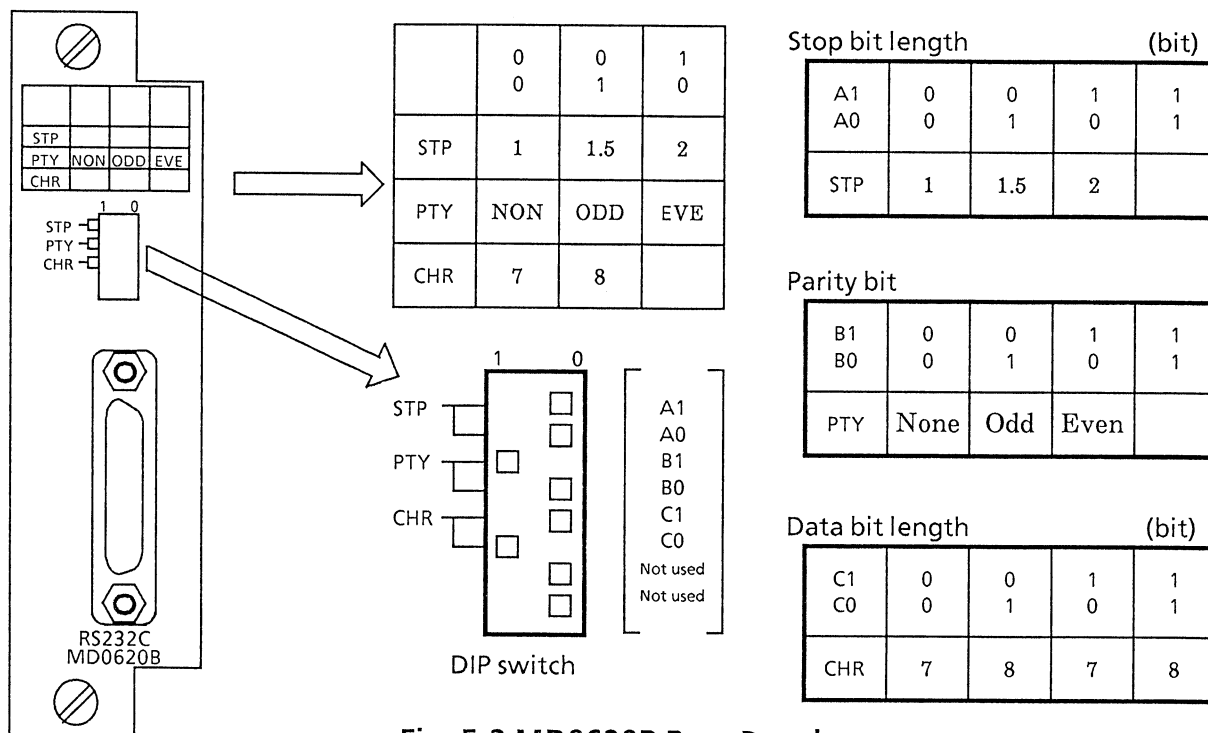 STP
PTY NON ODD EVE
CHR
1 0
STP
PTY
CHR
RS232C
MD0620B
0 0 1
0 1 0
STP 1 1.5 2
PTY NON ODD EVE
CHR 7 8
1 0
STP
PTY
CHR
A1
A0
B1
B0
C1
C0
Not used
Not used
DIP switch
Stop bit length (bit)
A1 0 0 1 1
A0 0 1 0 1
STP 1 1.5 2
Parity bit
B1 0 0 1 1
B0 0 1 0 1
PTY None Odd Even
Data bit length (bit)
C1 0 0 1 1
C0 0 1 0 1
CHR 7 8 7 8